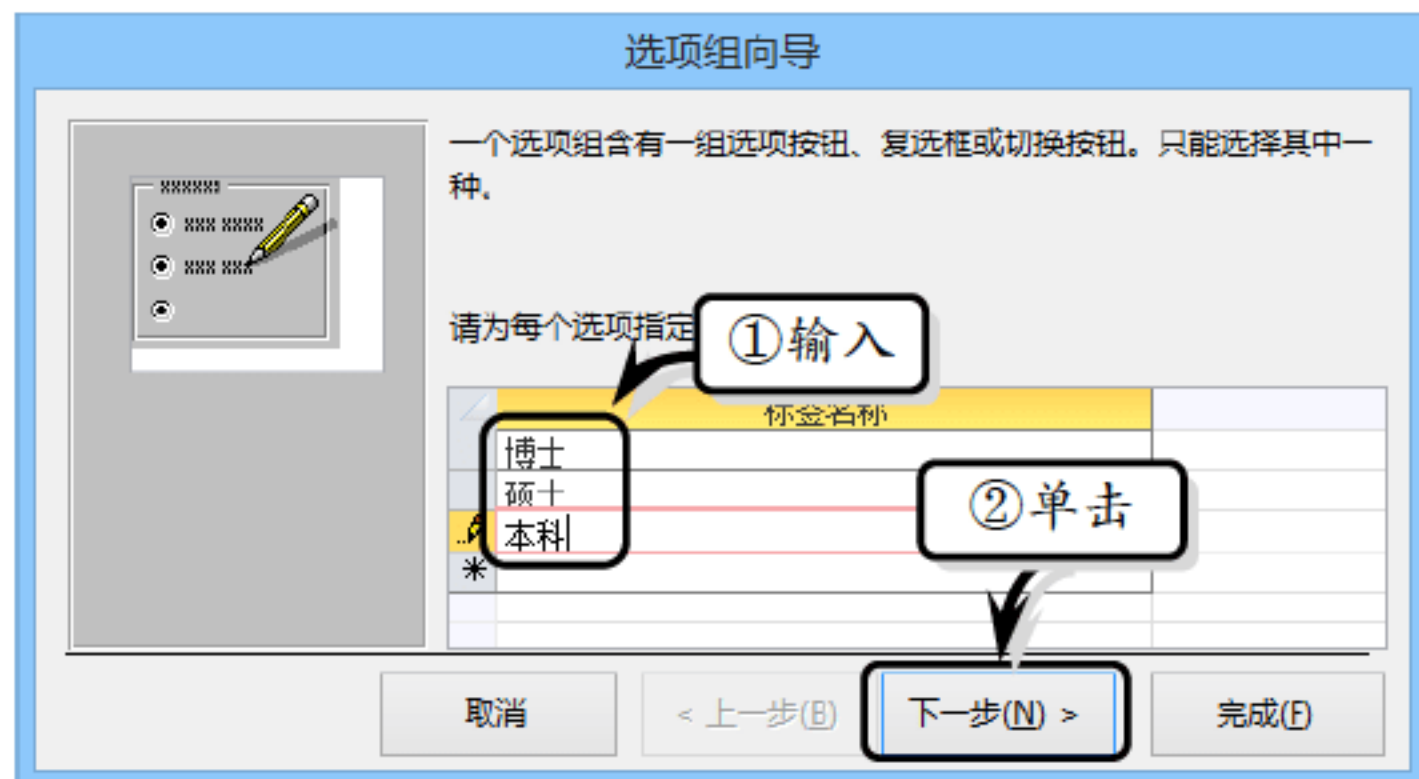 选项组向导
一个选项组含有一组选项按钮、复选框或切换按钮。只能选择其中一
种。
请为每个选项指定
①输入
标签名称
博士
硕士
本科
②单击
取消
< 上一步(B)
下一步(N) >
完成(F)